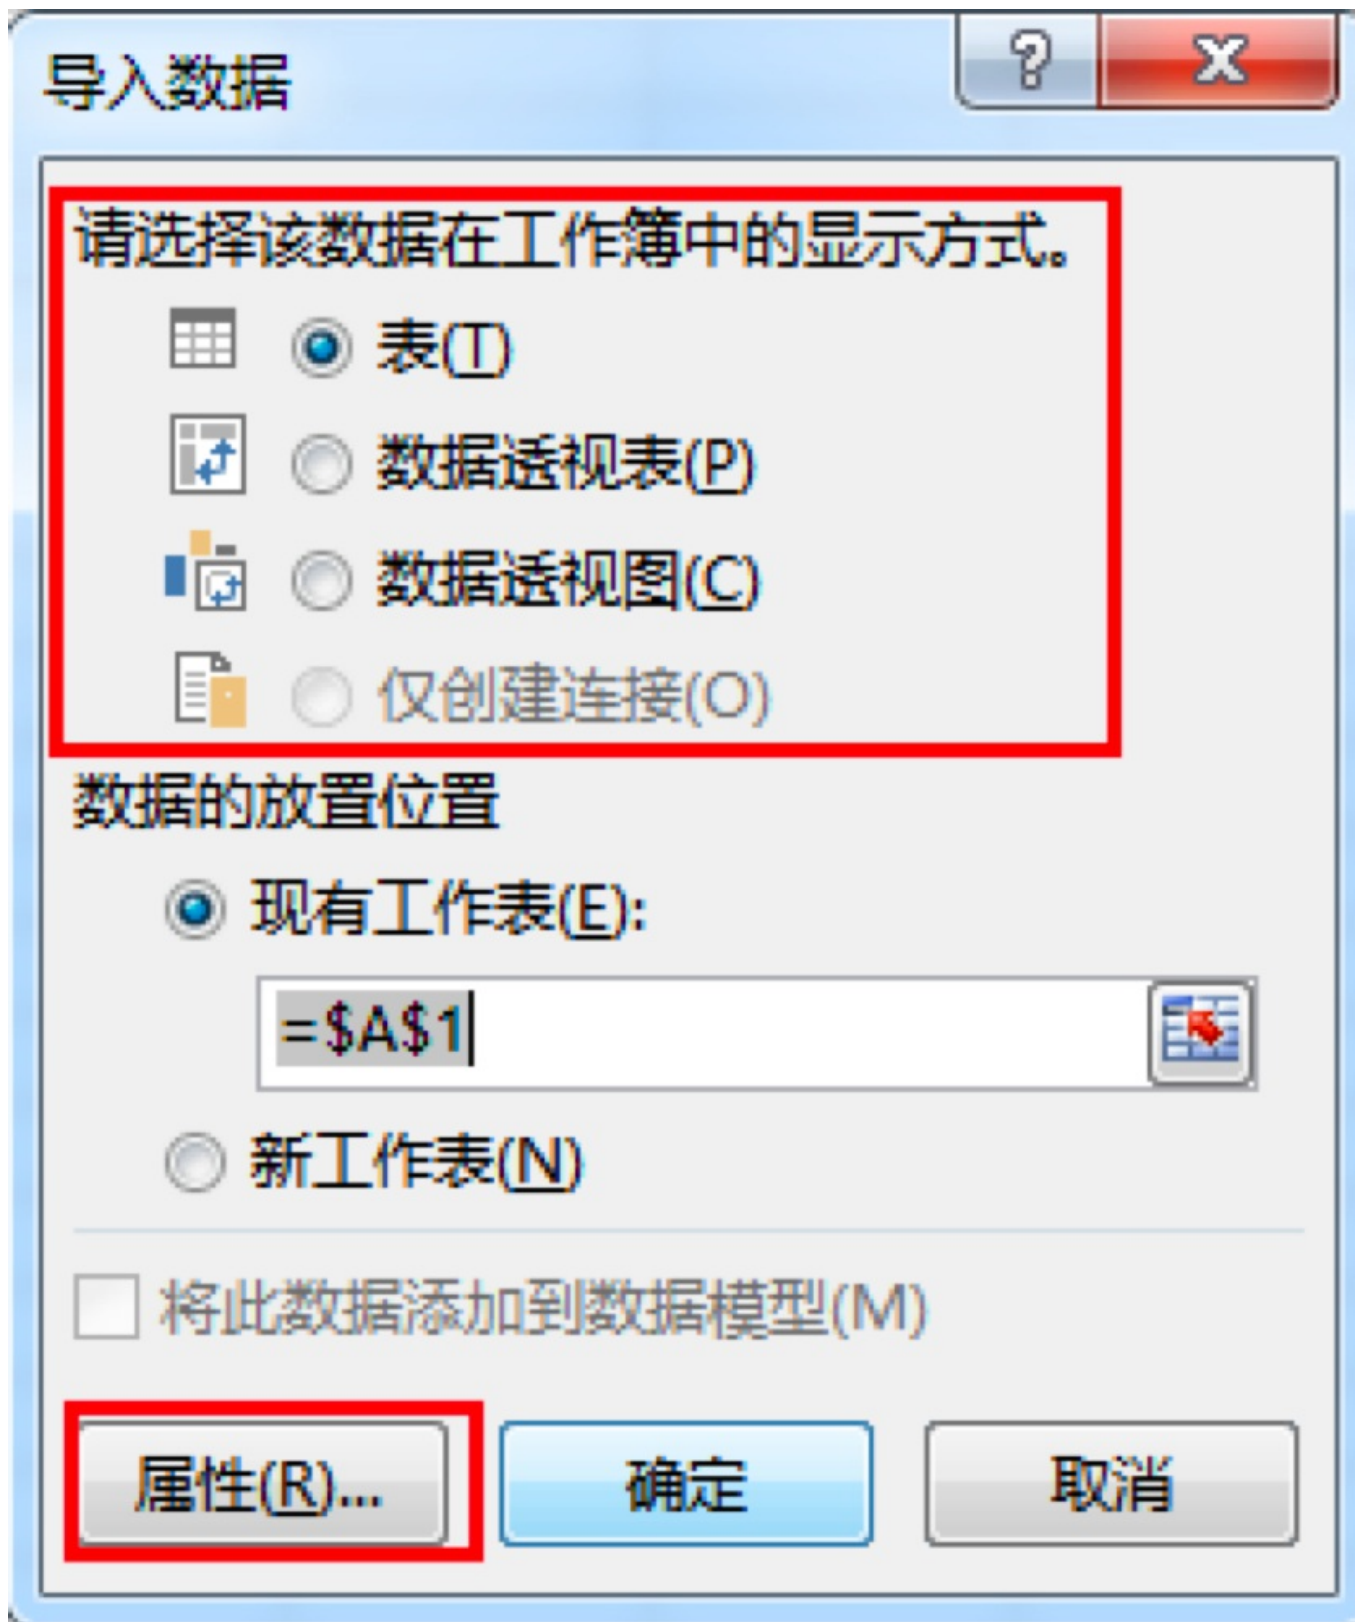 导入数据
请选择该数据在工作簿中的显示方式。
表(T)
数据透视表(P)
数据透视图(C)
仅创建连接(O)
数据的放置位置
现有工作表(E):
=$A$1
新工作表(N)
将此数据添加到数据模型(M)
属性(R)... 确定 取消